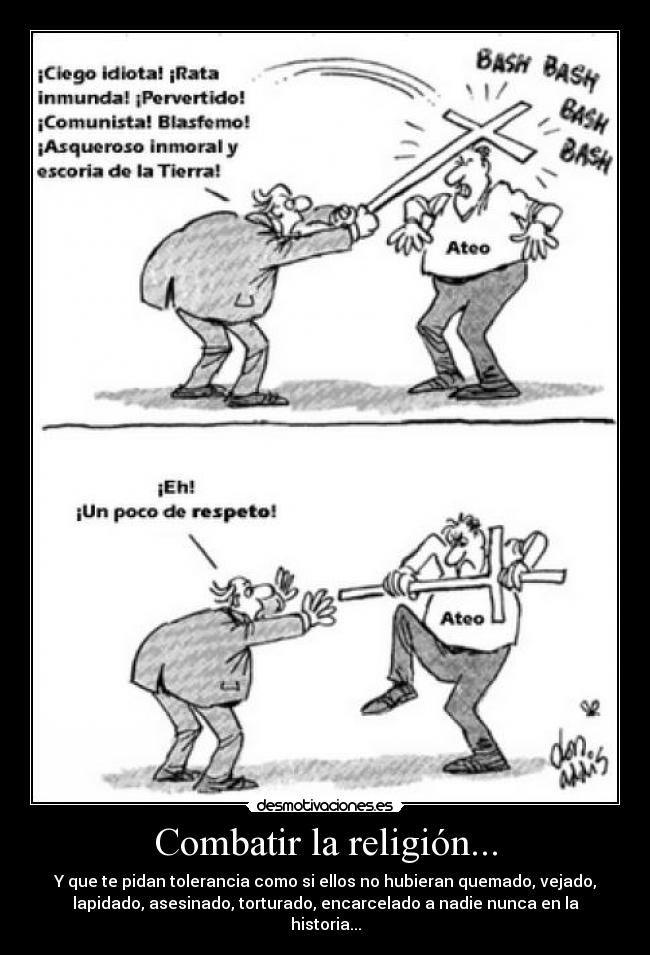 ¡Ciego idiota! ¡Rata
inmunda! ¡Pervertido!
¡Comunista! Blasfemo!
¡Asqueroso inmoral y
escoria de la Tierra!
BASH BASH
BASH
BASH
Ateo
¡Eh!
¡Un poco de respeto!
Ateo
don
addis
desmotivaciones.es
Combatir la religión...
Y que te pidan tolerancia como si ellos no hubieran quemado, vejado,
lapidado, asesinado, torturado, encarcelado a nadie nunca en la
historia...